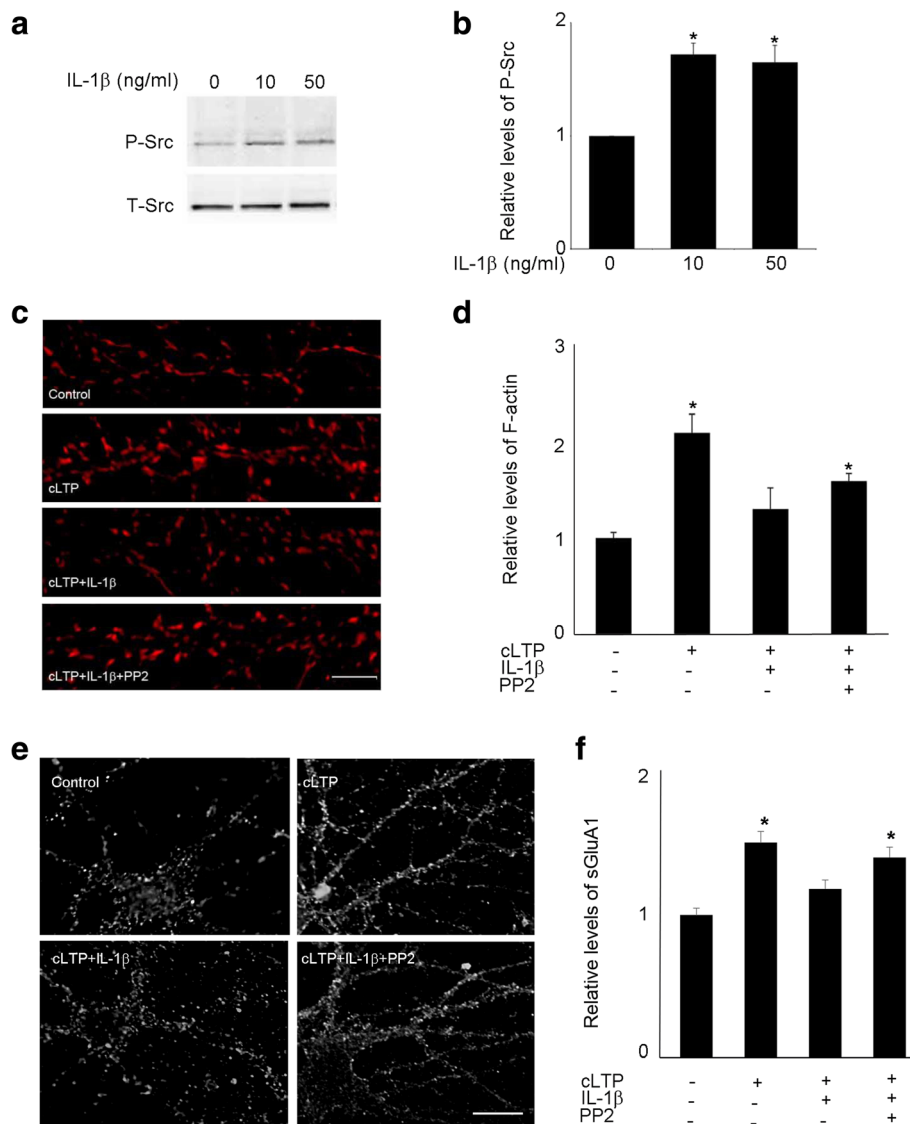 a
IL-1β (ng/ml) 0 10 50
P-Src
T-Src
b
Relative levels of P-Src
2
1
0
* *
IL-1β (ng/ml) 0 10 50
c
Control
cLTP
cLTP+IL-1β
cLTP+IL-1β+PP2
d
Relative levels of F-actin
3
2
1
0
* *
cLTP - + + +
IL-1β - - + +
PP2 - - - +
e
Control
cLTP
cLTP+IL-1β
cLTP+IL-1β+PP2
f
Relative levels of sGluA1
2
1
0
* *
cLTP - + + +
IL-1β - - + +
PP2 - - - +